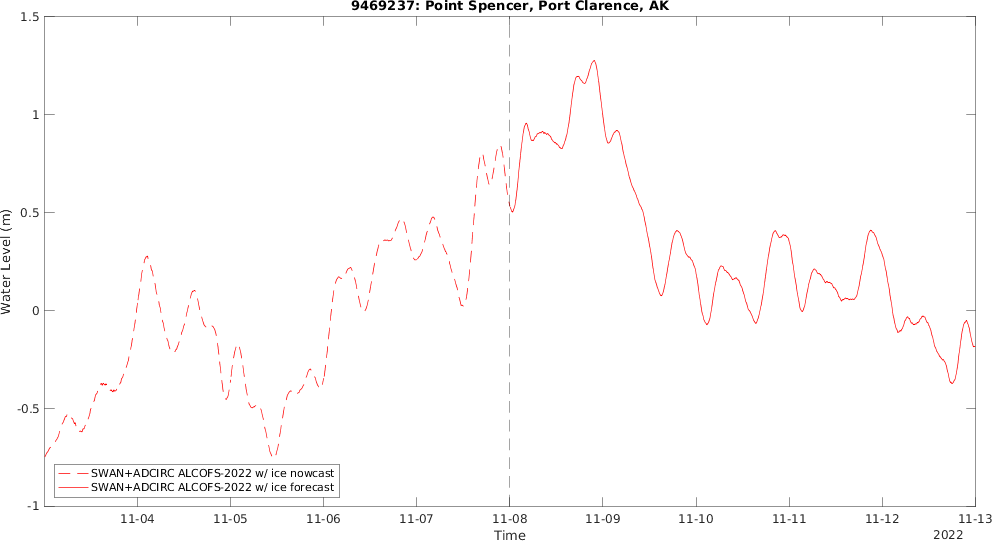 9469237: Point Spencer, Port Clarence, AK
1.5
1
0.5
0
-0.5
-1
Water Level (m)
SWAN+ADCIRC ALCOFS-2022 w/ ice nowcast
SWAN+ADCIRC ALCOFS-2022 w/ ice forecast
11-04 11-05 11-06 11-07 11-08 11-09 11-10 11-11 11-12 11-13
Time
2022